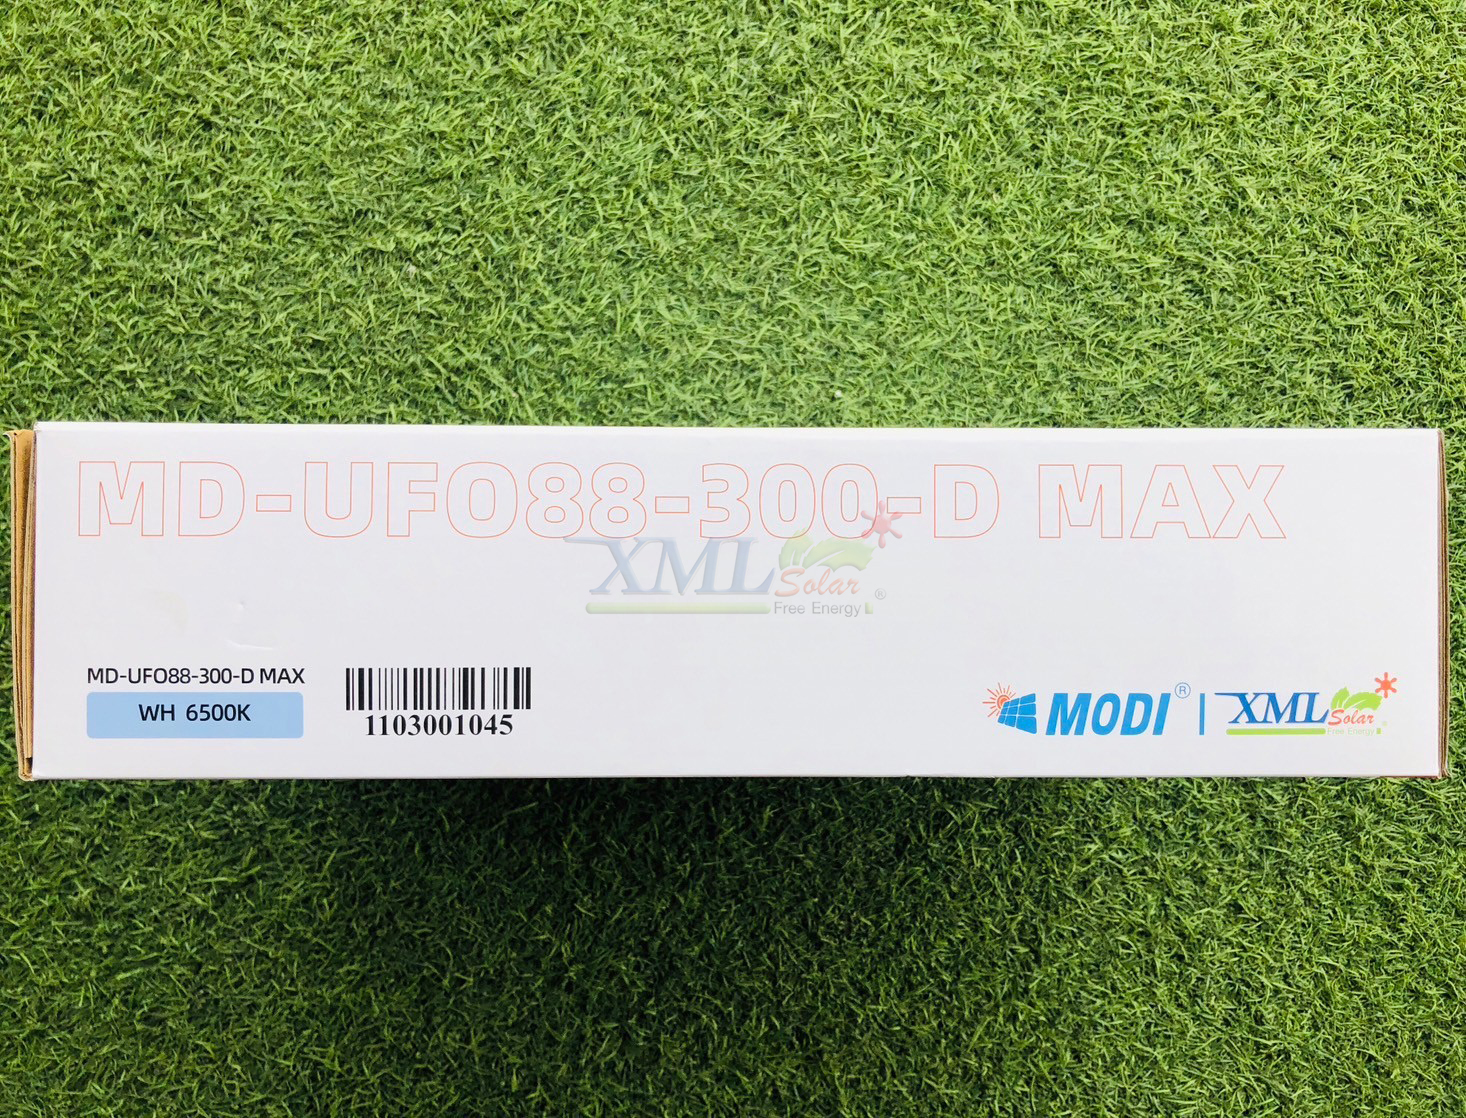 MD-UFO88-300-D MAX
XML Solar ®
Free Energy
MD-UFO88-300-D MAX
WH 6500K
1103001045
MODI ® | XML Solar
Free Energy